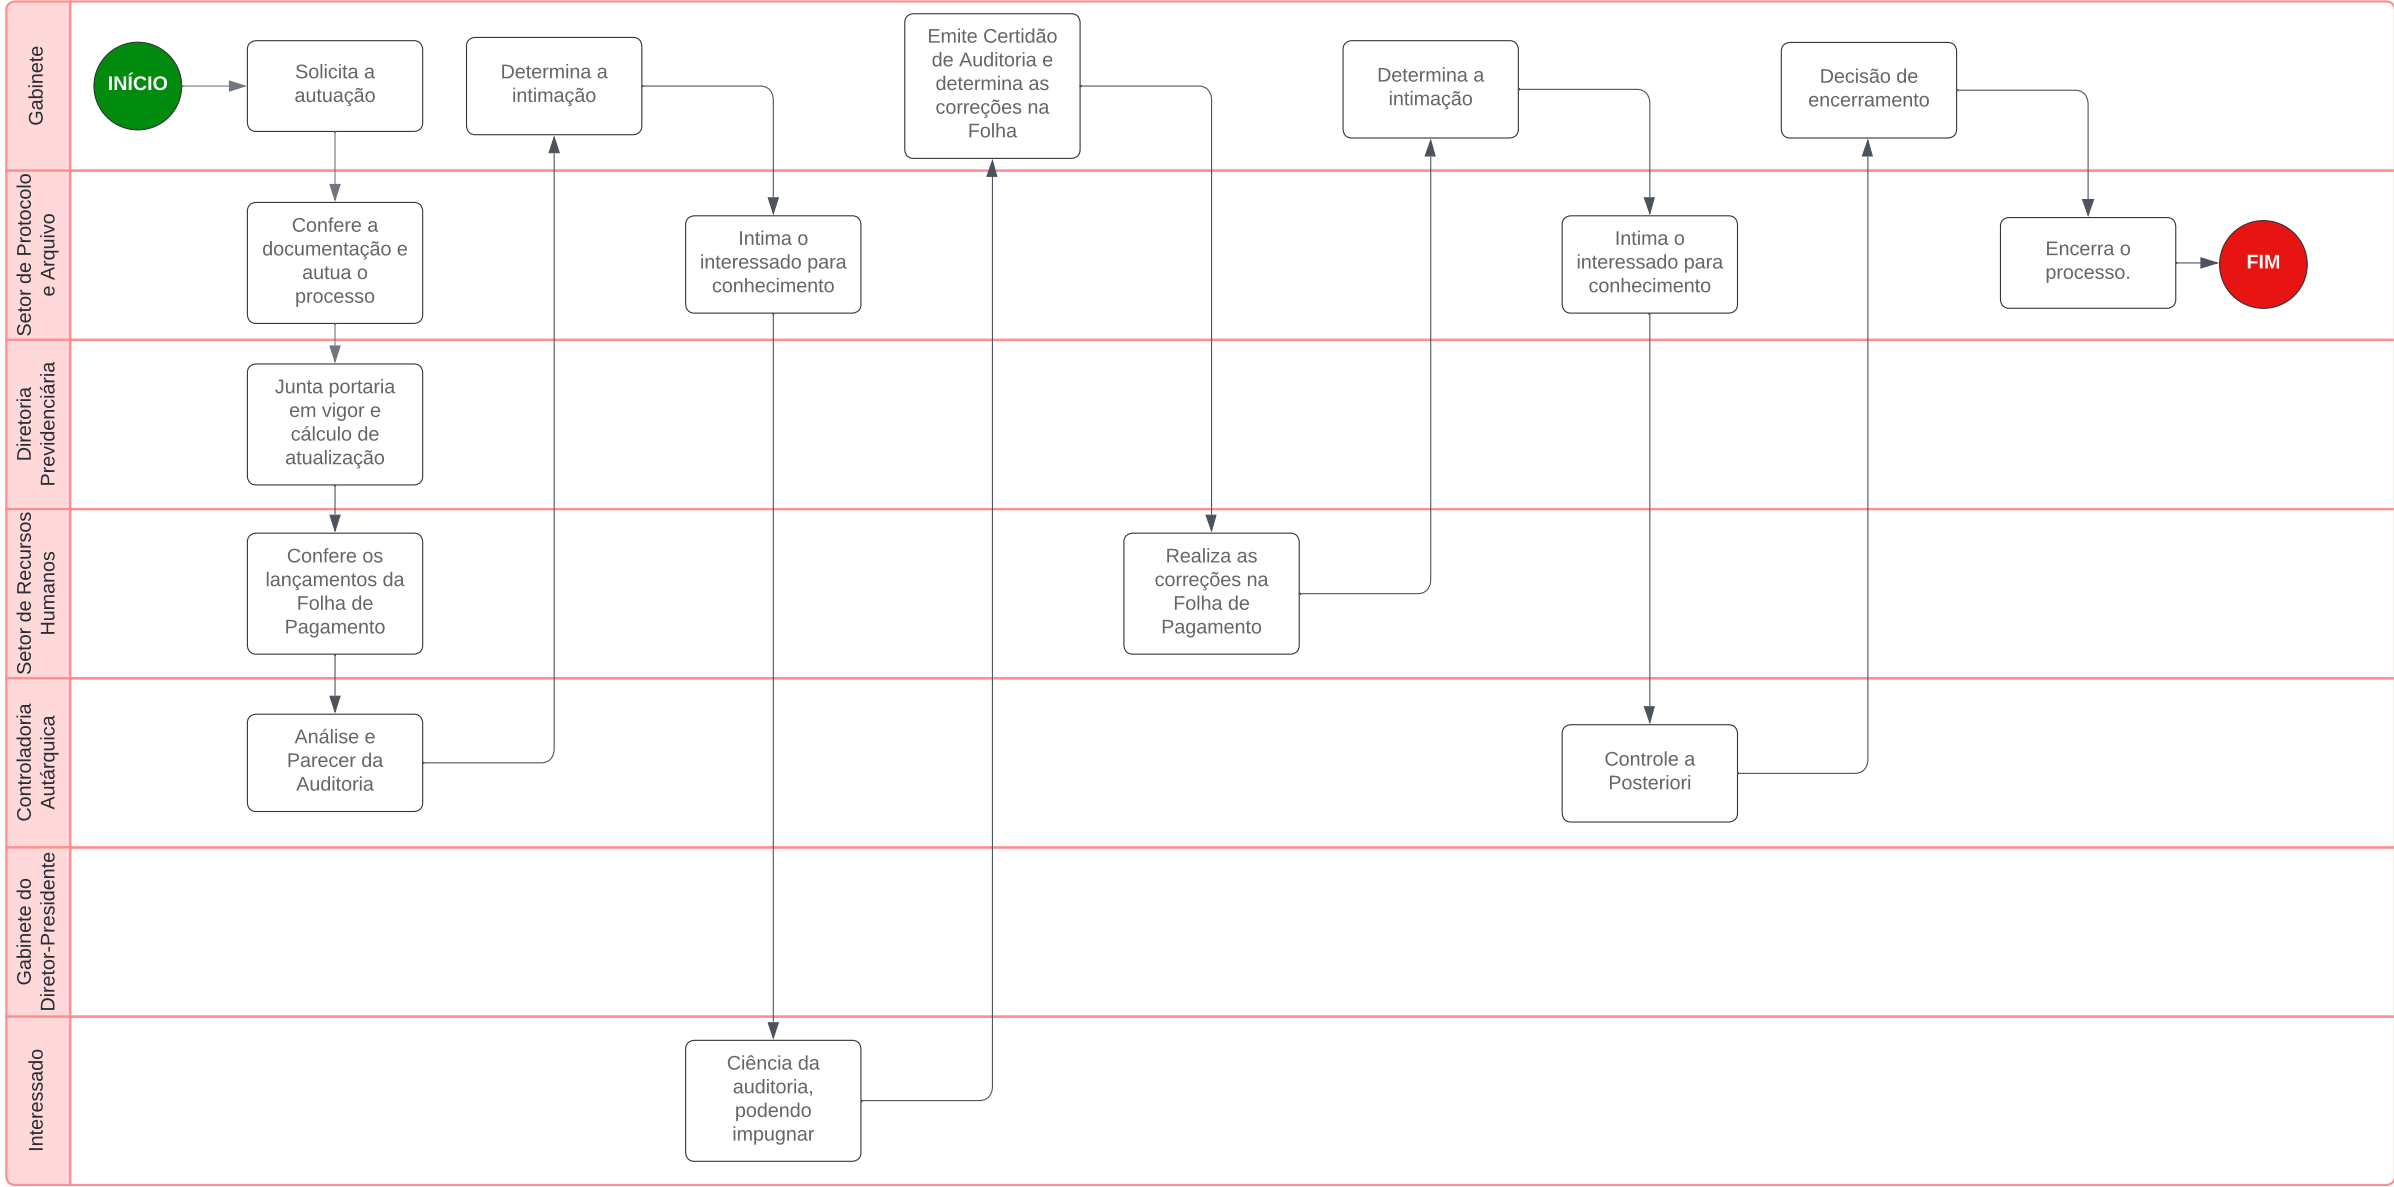 Gabinete
INÍCIO
Solicita a
autuação
Determina a
intimação
Emite Certidão
de Auditoria e
determina as
correções na
Folha
Determina a
intimação
Decisão de
encerramento
Setor de Protocolo
e Arquivo
Confere a
documentação e
autua o
processo
Intima o
interessado para
conhecimento
Intima o
interessado para
conhecimento
Encerra o
processo.
FIM
Diretoria
Previdenciária
Junta portaria
em vigor e
cálculo de
atualização
Setor de Recursos
Humanos
Confere os
lançamentos da
Folha de
Pagamento
Realiza as
correções na
Folha de
Pagamento
Controladoria
Autárquica
Análise e
Parecer da
Auditoria
Controle a
Posteriori
Gabinete do
Diretor-Presidente
Interessado
Ciência da
auditoria,
podendo
impugnar